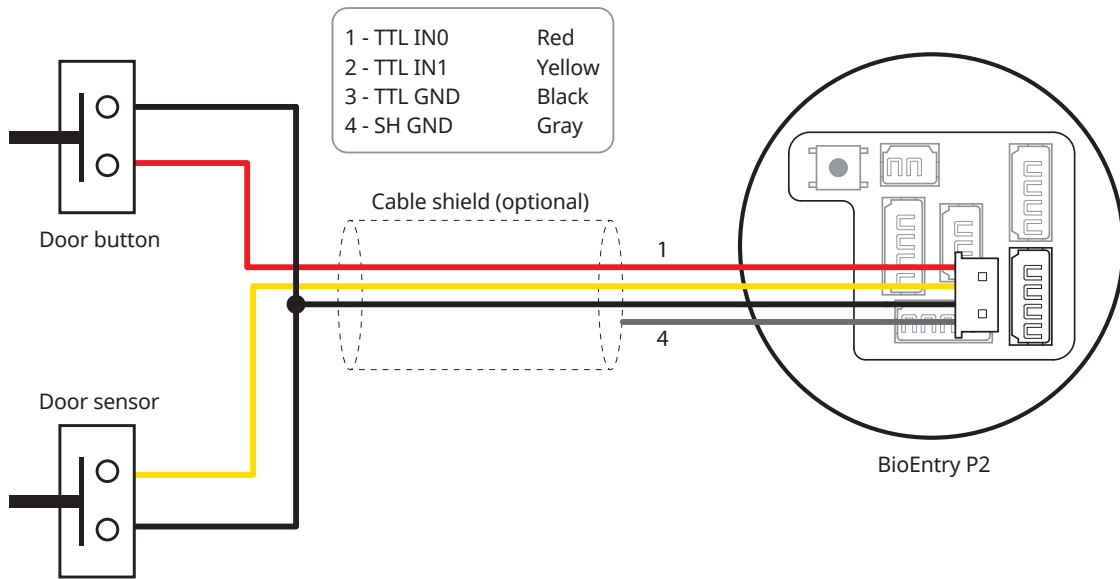 1 - TTL IN0 Red
2 - TTL IN1 Yellow
3 - TTL GND Black
4 - SH GND Gray
Cable shield (optional)
Door button
1
4
Door sensor
BioEntry P2